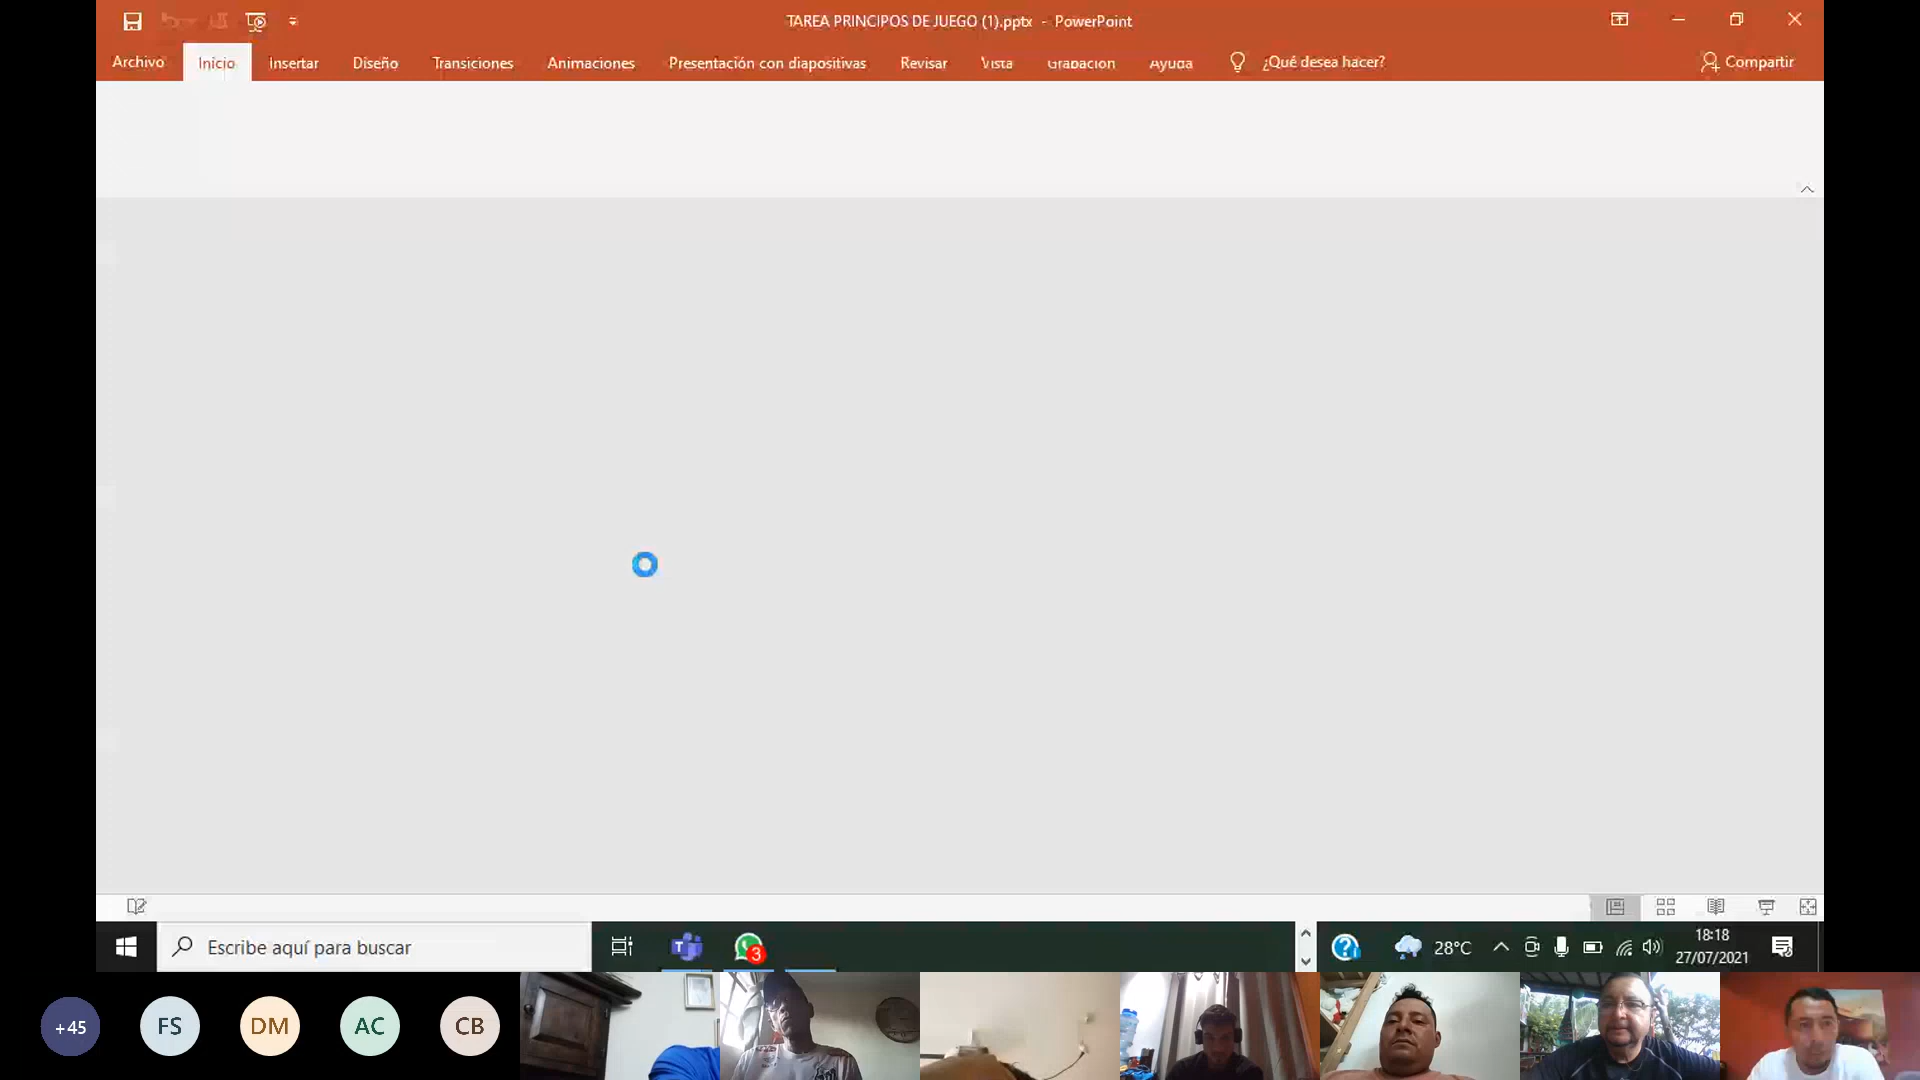 TAREA PRINCIPOS DE JUEGO (1).pptx - PowerPoint
Archivo Inicio Insertar Diseño Transiciones Animaciones Presentación con diapositivas Revisar Vista Grabación Ayuda ¿Qué desea hacer? Compartir
Escribe aquí para buscar
3
28°C
18:18
27/07/2021
+45 FS DM AC CB